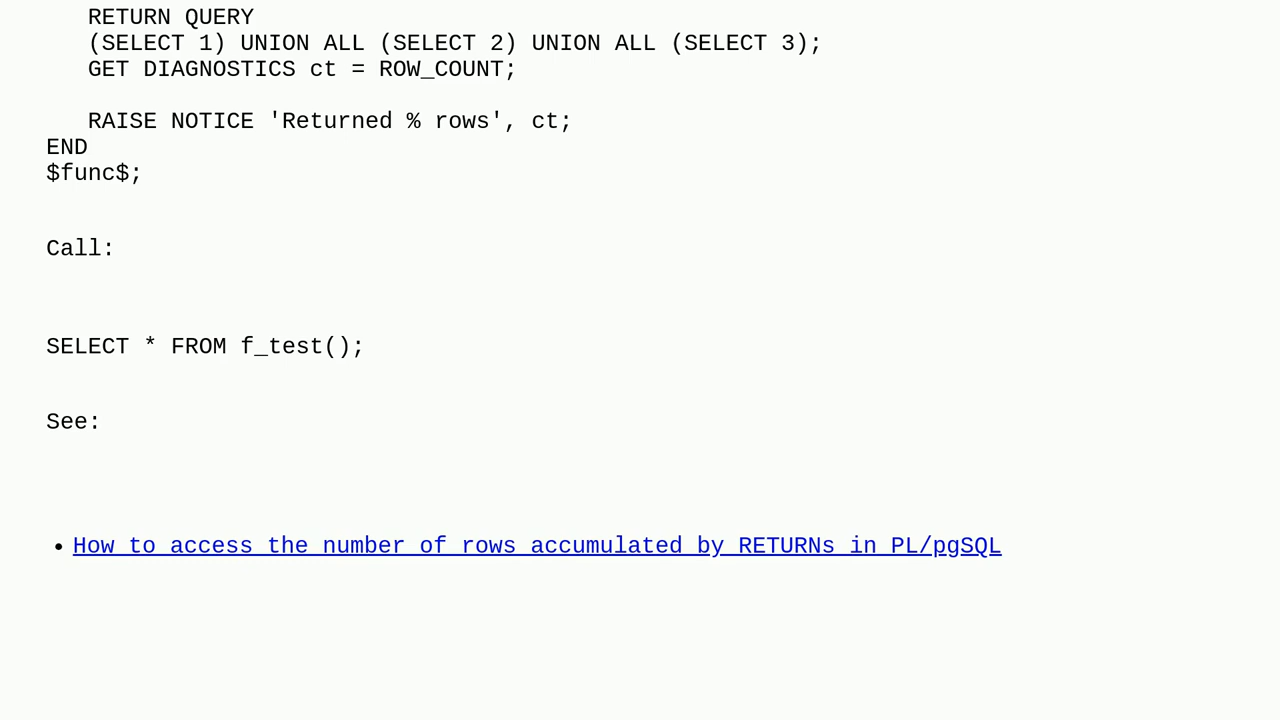 RETURN QUERY
(SELECT 1) UNION ALL (SELECT 2) UNION ALL (SELECT 3);
GET DIAGNOSTICS ct = ROW_COUNT;
RAISE NOTICE 'Returned % rows', ct;
END
$func$;
Call:
SELECT * FROM f_test();
See:
• How to access the number of rows accumulated by RETURNs in PL/pgSQL